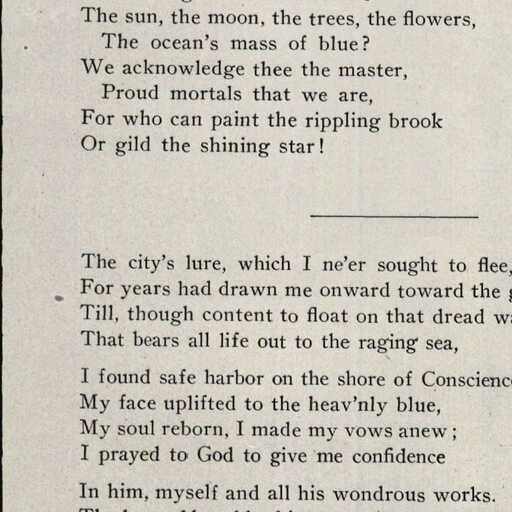 The sun, the moon, the trees, the flowers,
The ocean's mass of blue?
We acknowledge thee the master,
Proud mortals that we are,
For who can paint the rippling brook
Or gild the shining star!
The city's lure, which I ne'er sought to flee,
For years had drawn me onward toward the
Till, though content to float on that dread
That bears all life out to the raging sea,
I found safe harbor on the shore of
My face uplifted to the heav'nly blue,
My soul reborn, I made my vows anew;
I prayed to God to give me confidence
In him, myself and all his wondrous works.